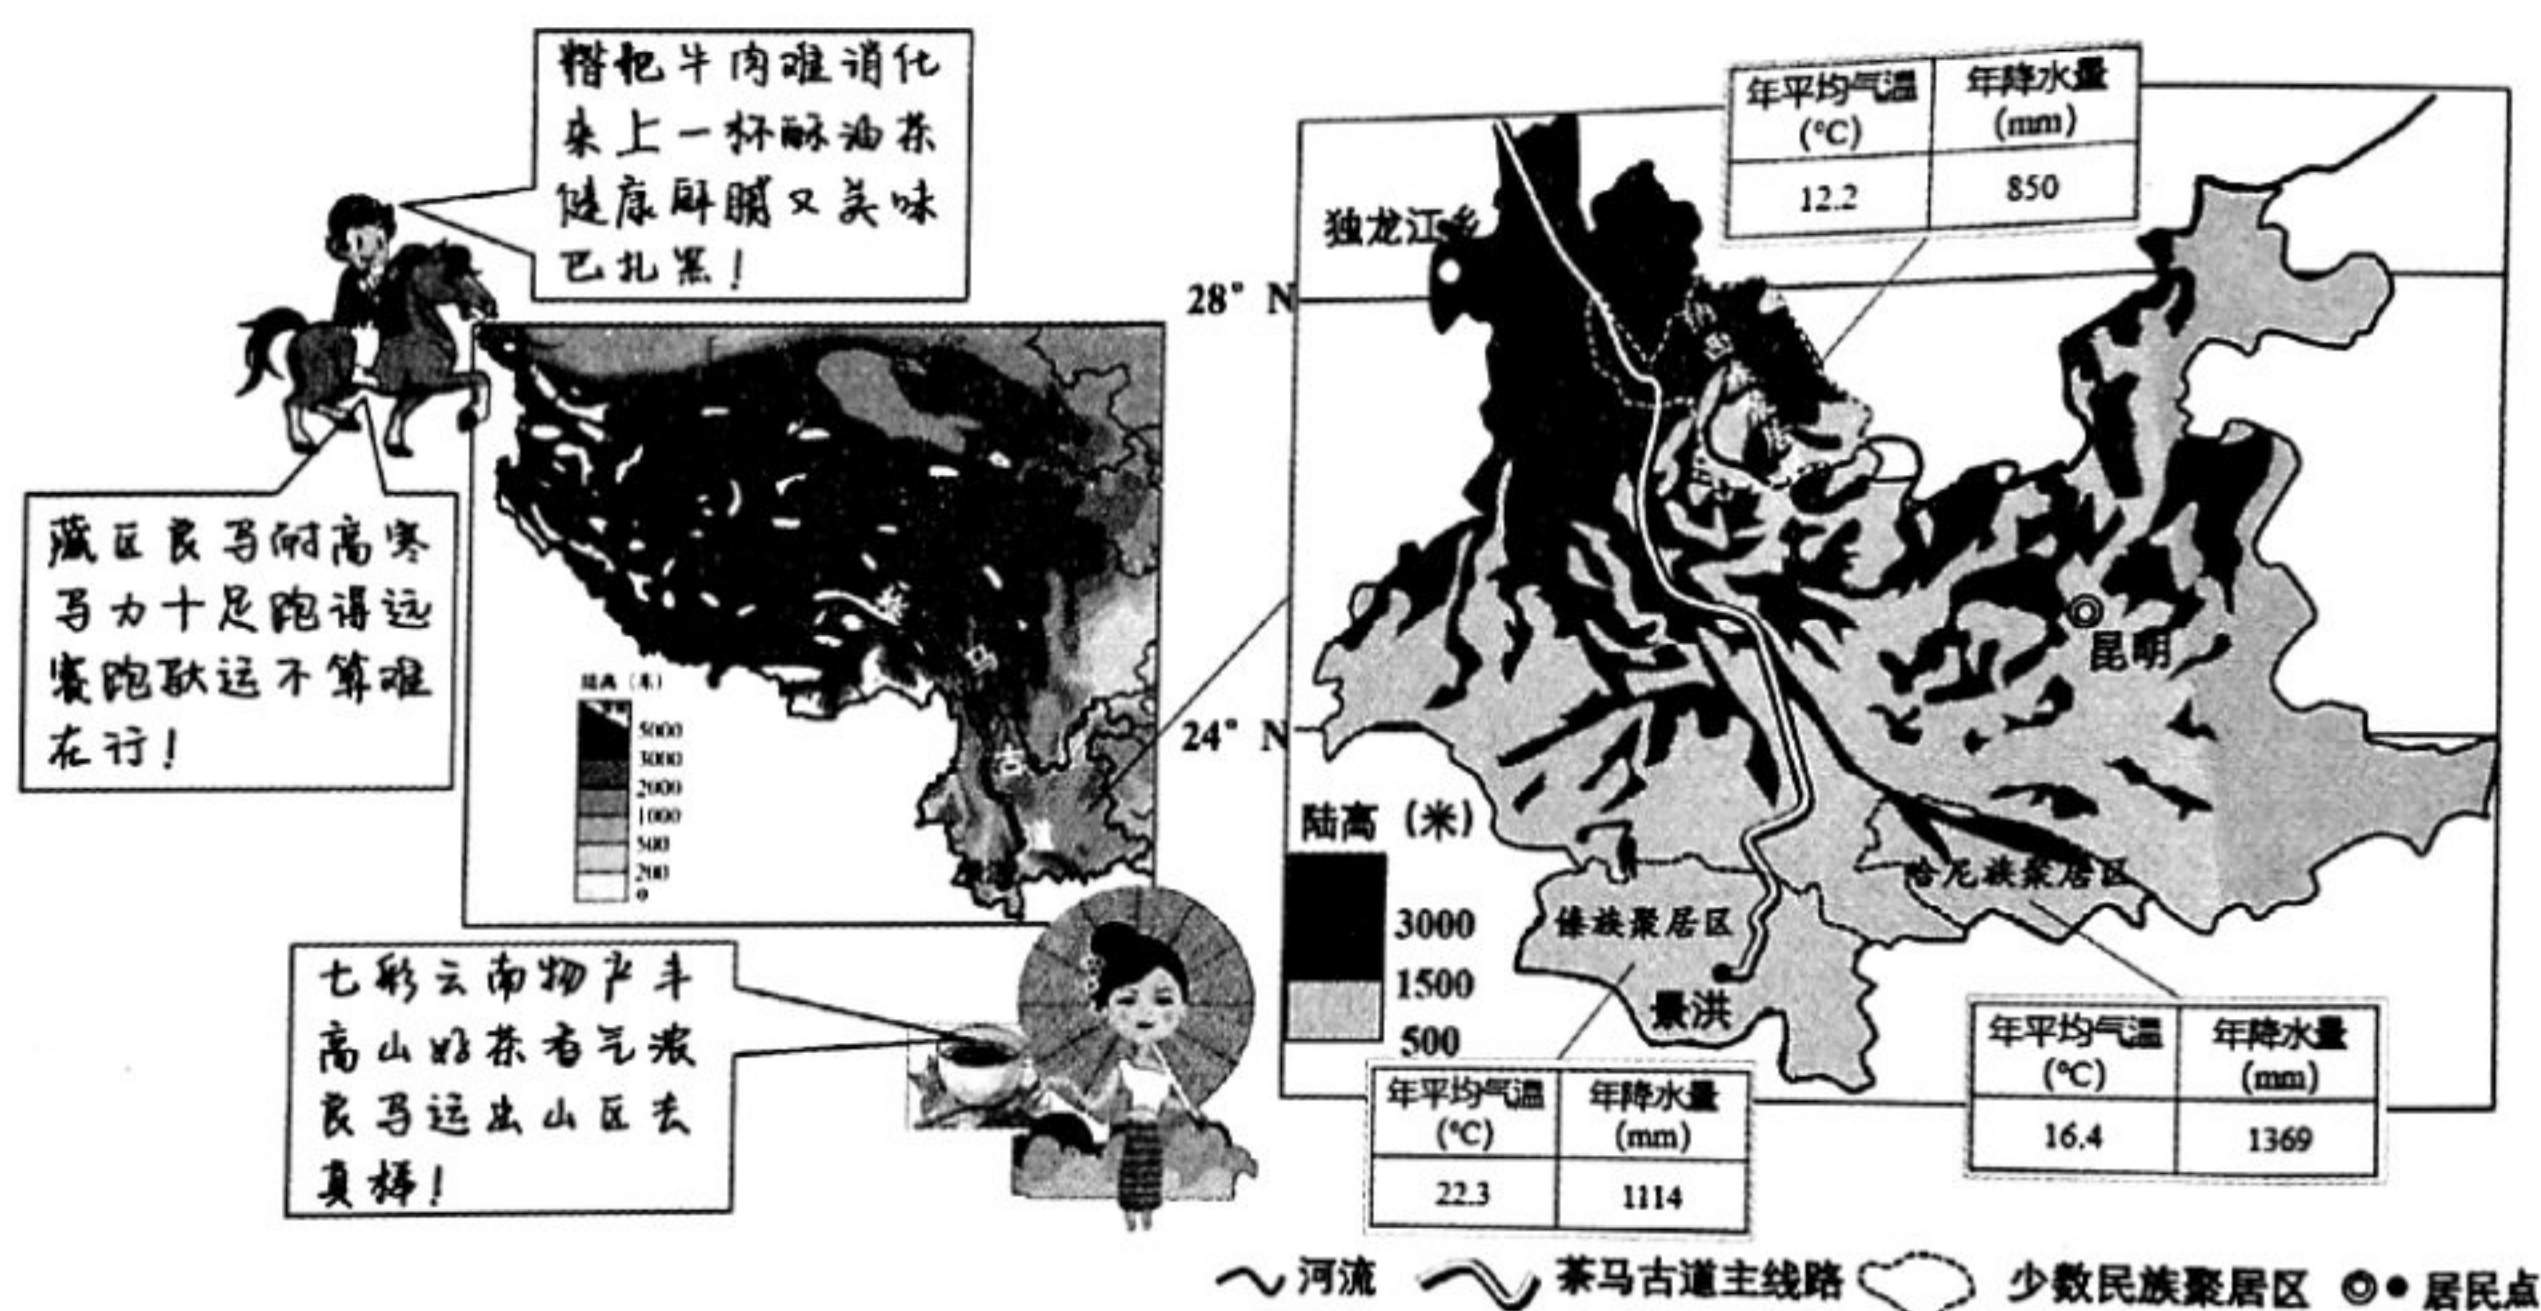 糌粑牛肉难消化
来上一杯酥油茶
健康解腻又美味
巴扎黑！
藏区良马耐高寒
马力十足跑得远
赛跑驮运不算难
在行！
陆高（米）
5000
3000
2000
1000
500
200
0
七彩云南物产丰
高山好茶香气浓
良马运出山区去
真棒！
年平均气温
(℃)
年降水量
(mm)
12.2
850
独龙江乡
28° N
24° N
昆明
陆高（米）
3000
1500
500
傣族聚居区
哈尼族聚居区
景洪
年平均气温
(℃)
年降水量
(mm)
22.3
1114
年平均气温
(℃)
年降水量
(mm)
16.4
1369
河流
茶马古道主线路
少数民族聚居区
居民点